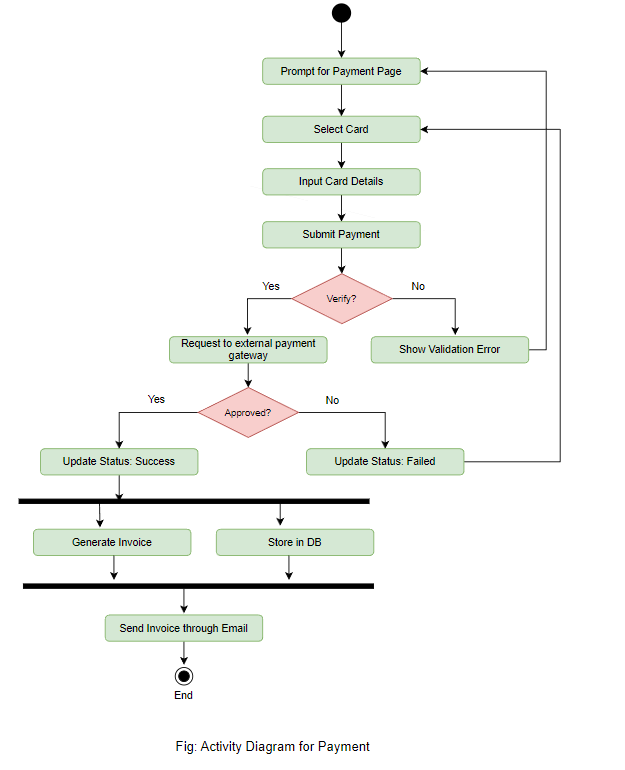 Prompt for Payment Page
Select Card
Input Card Details
Submit Payment
Yes
No
Verify?
Request to external payment
gateway
Show Validation Error
Yes
No
Approved?
Update Status: Success
Update Status: Failed
Generate Invoice
Store in DB
Send Invoice through Email
End
Fig: Activity Diagram for Payment